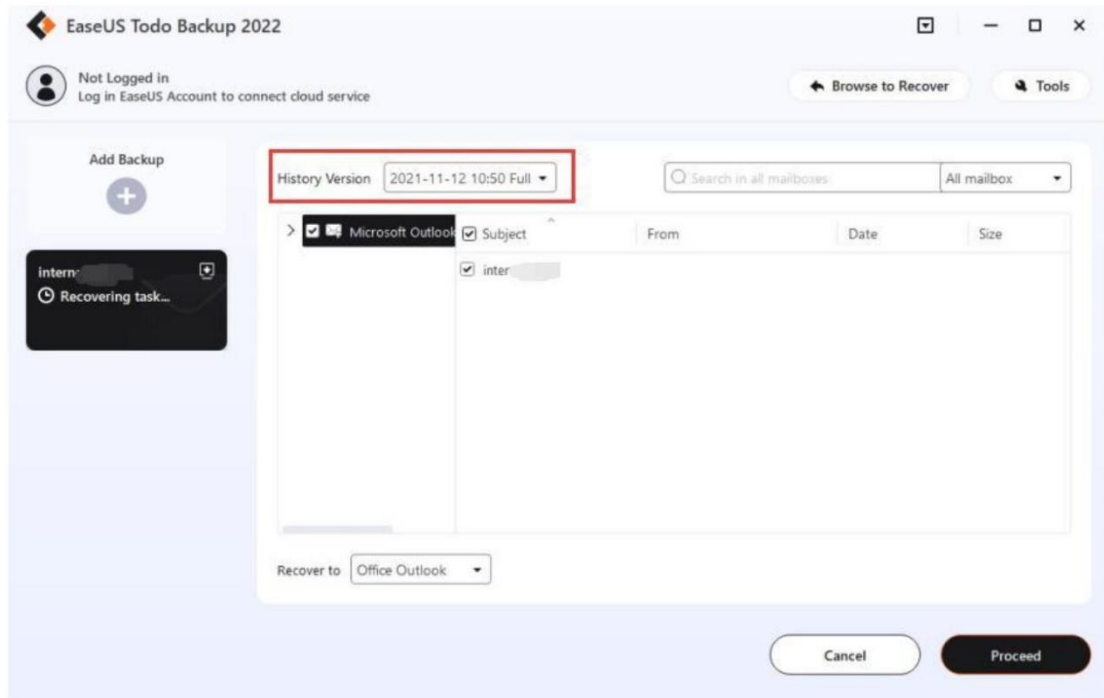 EaseUS Todo Backup 2022
Not Logged in
Log in EaseUS Account to connect cloud service
Browse to Recover
Tools
Add Backup
History Version 2021-11-12 10:50 Full
Search in all mailboxes
All mailbox
Microsoft Outlook
Subject From Date Size
intern
Recovering task...
inter
Recover to Office Outlook
Cancel
Proceed